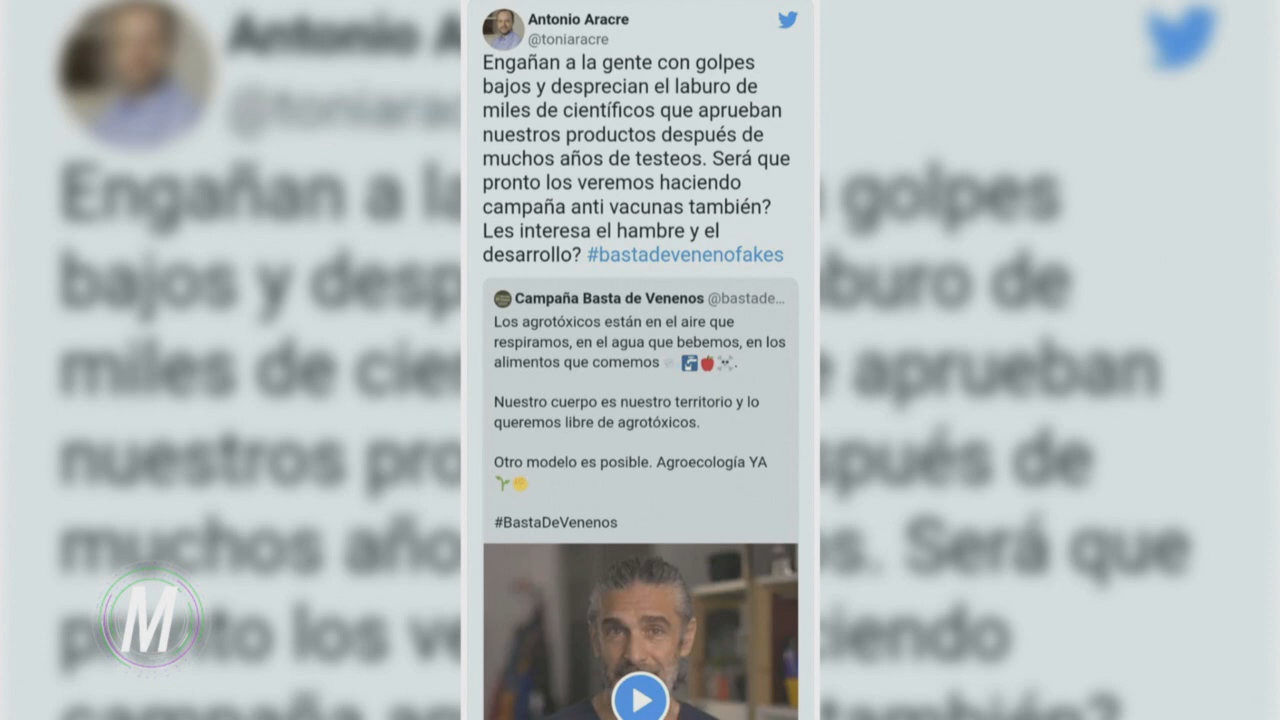 Antonio Aracre
@toniaracre
Engañan a la gente con golpes
bajos y desprecian el laburo de
miles de científicos que aprueban
nuestros productos después de
muchos años de testeos. Será que
pronto los veremos haciendo
campaña anti vacunas también?
Les interesa el hambre y el
desarrollo? #bastadevenenofakes
Campaña Basta de Venenos @bastade...
Los agrotóxicos están en el aire que
respiramos, en el agua que bebemos, en los
alimentos que comemos 💨🚰🍎☠️.
Nuestro cuerpo es nuestro territorio y lo
queremos libre de agrotóxicos.
Otro modelo es posible. Agroecología YA
🌱🌞
#BastaDeVenenos
M